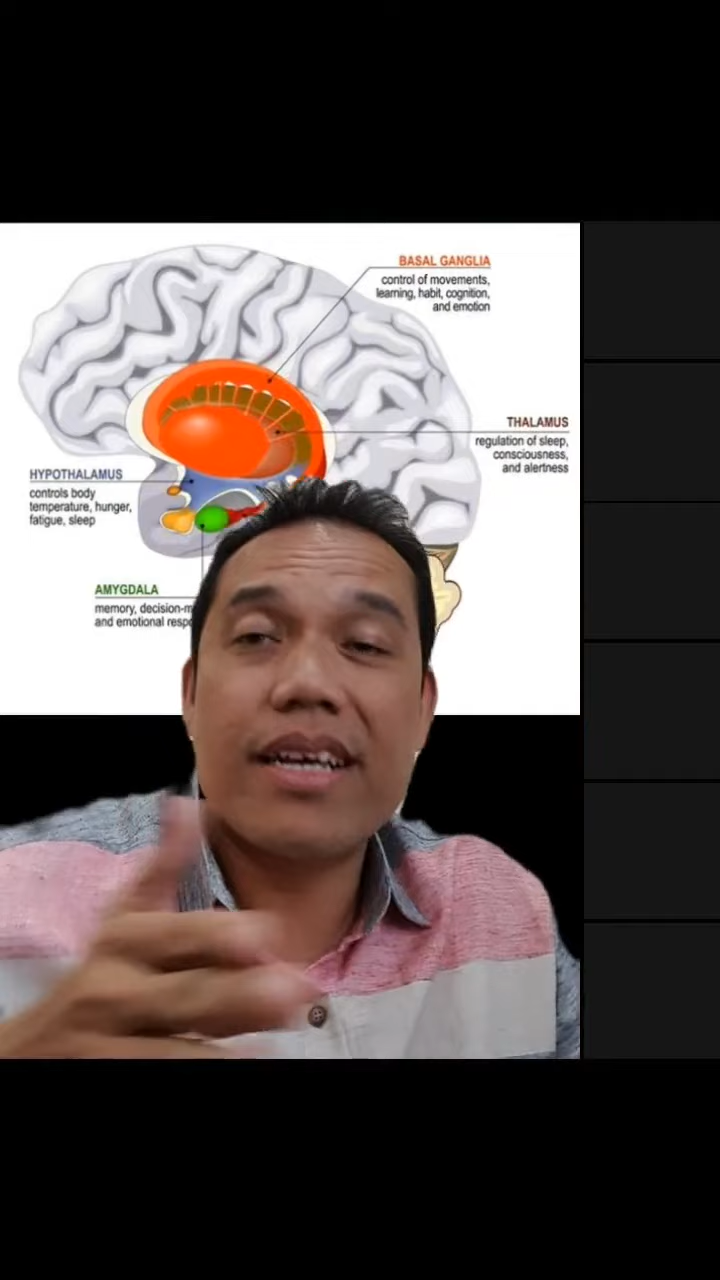 BASAL GANGLIA
control of movements,
learning, habit, cognition,
and emotion
THALAMUS
regulation of sleep,
consciousness,
and alertness
HYPOTHALAMUS
controls body
temperature, hunger,
fatigue, sleep
AMYGDALA
memory,
and emotional